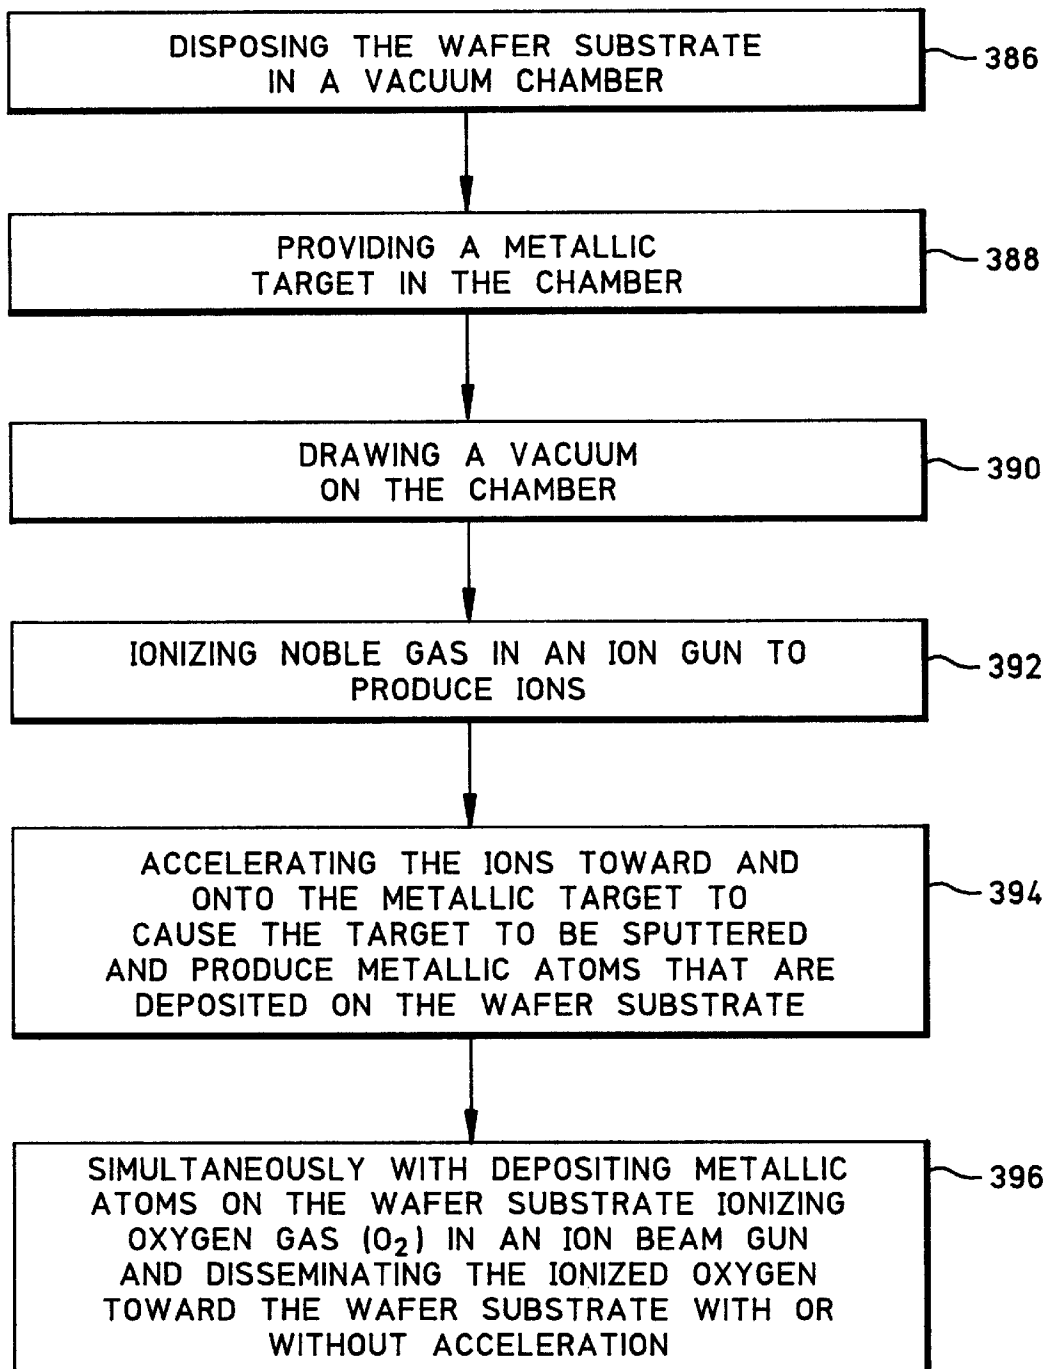 DISPOSING THE WAFER SUBSTRATE
IN A VACUUM CHAMBER
386
PROVIDING A METALLIC
TARGET IN THE CHAMBER
388
DRAWING A VACUUM
ON THE CHAMBER
390
IONIZING NOBLE GAS IN AN ION GUN TO
PRODUCE IONS
392
ACCELERATING THE IONS TOWARD AND
ONTO THE METALLIC TARGET TO
CAUSE THE TARGET TO BE SPUTTERED
AND PRODUCE METALLIC ATOMS THAT ARE
DEPOSITED ON THE WAFER SUBSTRATE
394
SIMULTANEOUSLY WITH DEPOSITING METALLIC
ATOMS ON THE WAFER SUBSTRATE IONIZING
OXYGEN GAS (O₂) IN AN ION BEAM GUN
AND DISSEMINATING THE IONIZED OXYGEN
TOWARD THE WAFER SUBSTRATE WITH OR
WITHOUT ACCELERATION
396